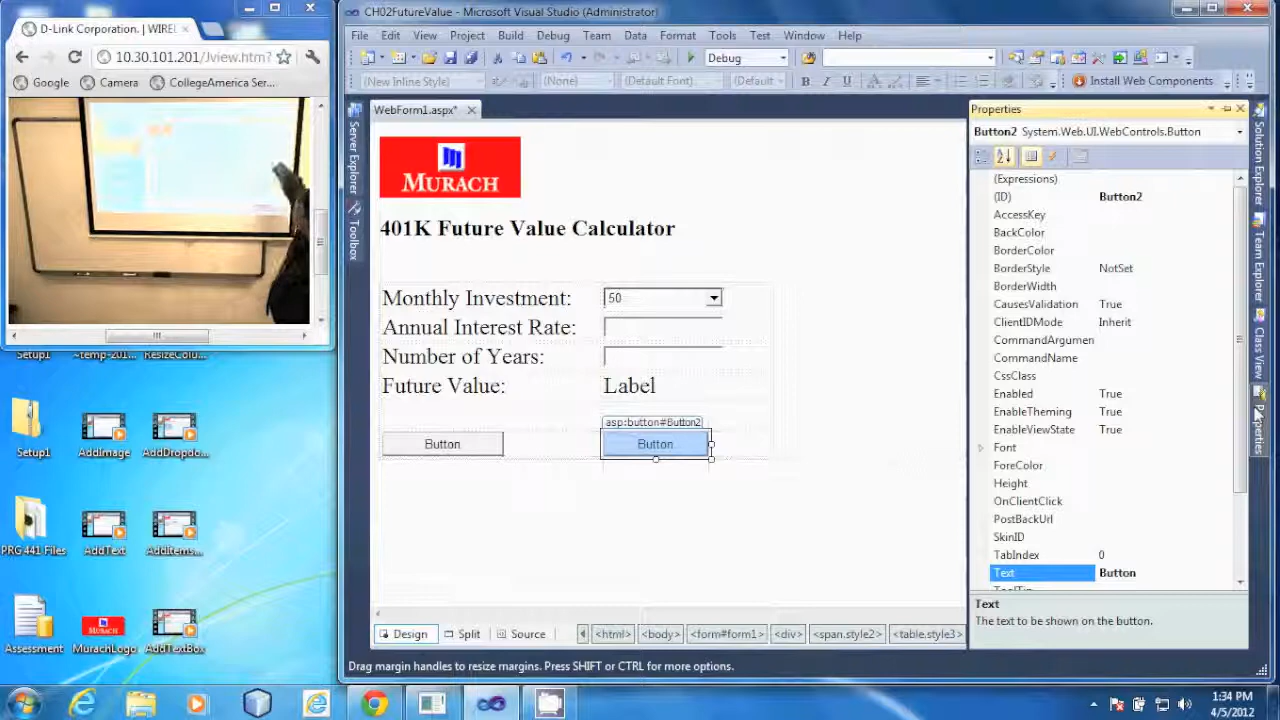 D-Link Corporation. | WIREL
10.30.101.201/Jview.htm?
Google Camera CollegeAmerica Ser...
Setup1 ~temp-201... ResizeColu...
Setup1 AddImage AddDropdo...
PRG441 Files AddText AddItems...
Assessment MurachLogo AddTextBox
CH02FutureValue - Microsoft Visual Studio (Administrator)
File Edit View Project Build Debug Team Data Format Tools Test Window Help
Debug
(New Inline Style) (None) (Default Font) (Default B I U A Install Web Components
WebForm1.aspx*
Server Explorer
Toolbox
MURACH
401K Future Value Calculator
Monthly Investment: 50
Annual Interest Rate:
Number of Years:
Future Value: Label
asp:button#Button2
Button Button
Design Split Source <html> <body> <form#form1> <div> <span.style2> <table.style3>
Drag margin handles to resize margins. Press SHIFT or CTRL for more options.
Properties
Button2 System.Web.UI.WebControls.Button
(Expressions)
(ID) Button2
AccessKey
BackColor
BorderColor
BorderStyle NotSet
BorderWidth
CausesValidation True
ClientIDMode Inherit
CommandArgumen
CommandName
CssClass
Enabled True
EnableTheming True
EnableViewState True
Font
ForeColor
Height
OnClientClick
PostBackUrl
SkinID
TabIndex 0
Text Button
ToolTip
Text
The text to be shown on the button.
Solution Explorer
Team Explorer
Class View
Properties
1:34 PM
4/5/2012